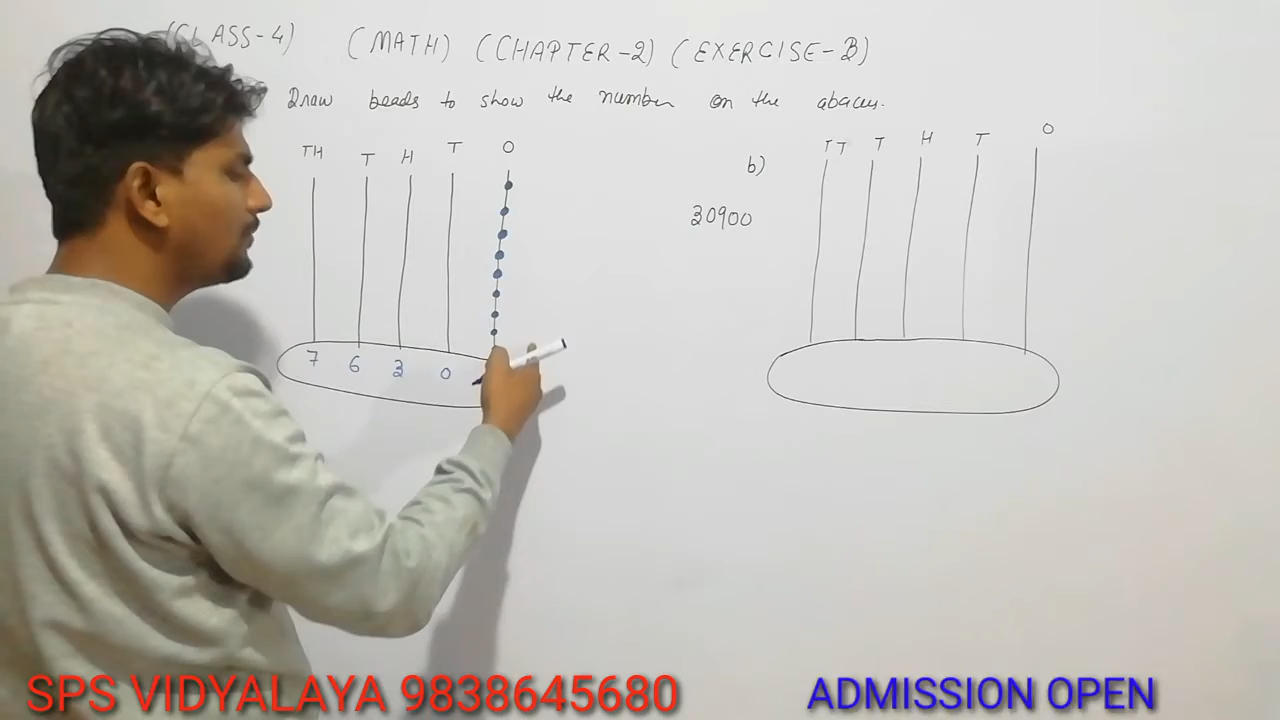 (CLASS-4) (MATH) (CHAPTER-2) (EXERCISE-B)
Draw beads to show the number on the abacus.
TH T H T O
7 6 3 0
b)
30900
TT T H T O
SPS VIDYALAYA 9838645680
ADMISSION OPEN